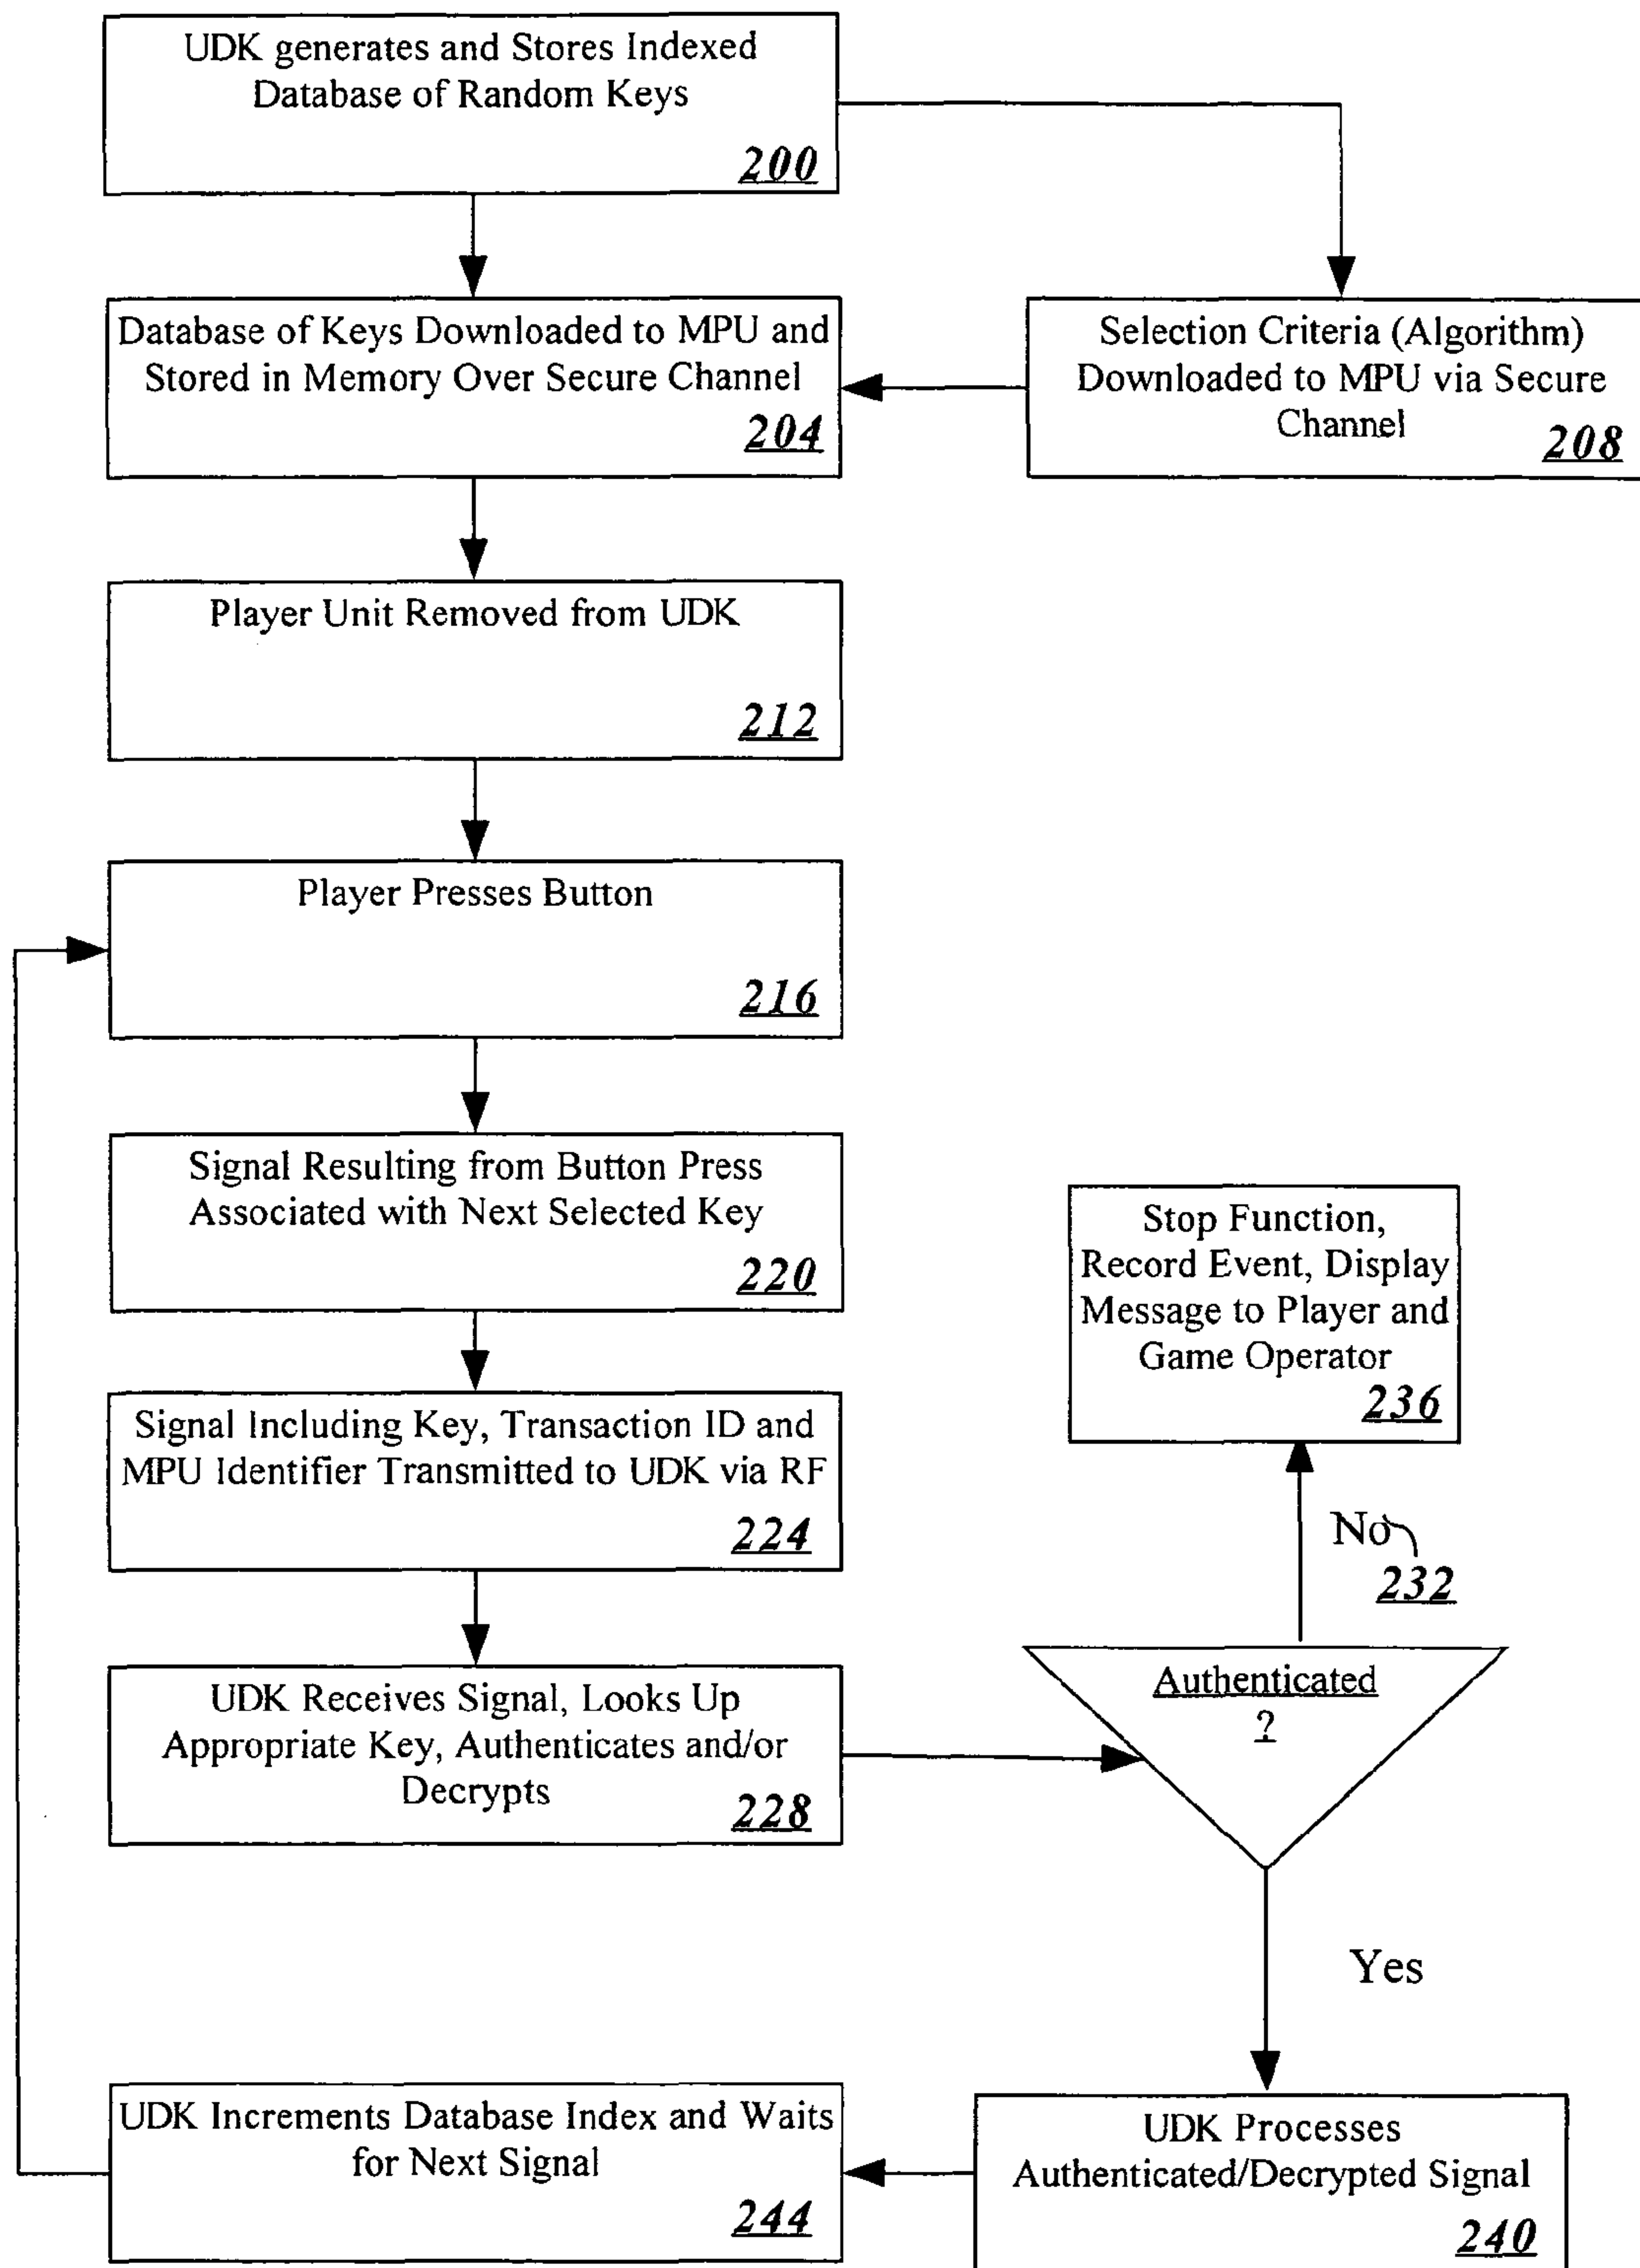 UDK generates and Stores Indexed
Database of Random Keys
200
Database of Keys Downloaded to MPU and
Stored in Memory Over Secure Channel
204
Selection Criteria (Algorithm)
Downloaded to MPU via Secure
Channel
208
Player Unit Removed from UDK
212
Player Presses Button
216
Signal Resulting from Button Press
Associated with Next Selected Key
220
Stop Function,
Record Event, Display
Message to Player and
Game Operator
236
Signal Including Key, Transaction ID and
MPU Identifier Transmitted to UDK via RF
224
No
232
UDK Receives Signal, Looks Up
Appropriate Key, Authenticates and/or
Decrypts
228
Authenticated
?
Yes
UDK Increments Database Index and Waits
for Next Signal
244
UDK Processes
Authenticated/Decrypted Signal
240